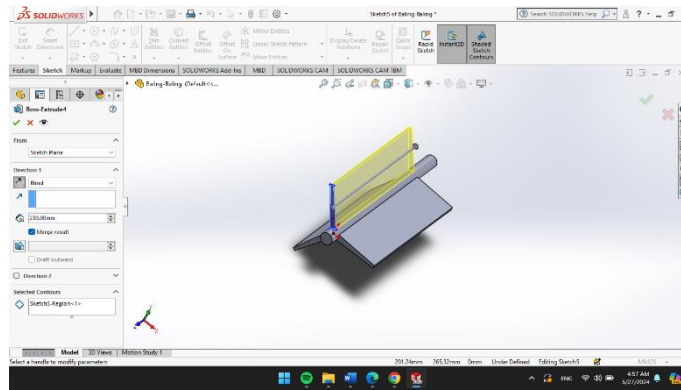 SOLIDWORKS
Sketch5 of Baling-Baling *
Search SOLIDWORKS Help
Exit Sketch
Smart Dimension
Trim Entities
Convert Entities
Offset Entities
Offset On Surface
Mirror Entities
Linear Sketch Pattern
Move Entities
Display/Delete Relations
Repair Sketch
Quick Snaps
Rapid Sketch
Instant2D
Shaded Sketch Contours
Features Sketch Markup Evaluate MBD Dimensions SOLIDWORKS Add-Ins MBD SOLIDWORKS CAM SOLIDWORKS CAM TBM
Boss-Extrude4
From
Sketch Plane
Direction 1
Blind
230.00mm
Merge result
Draft outward
Direction 2
Selected Contours
Sketch5-Region<1>
Model 3D Views Motion Study 1
Select a handle to modify parameters
201.24mm 265.32mm 0mm Under Defined Editing Sketch5 MMGS
ENG 4:57 AM
5/27/2024